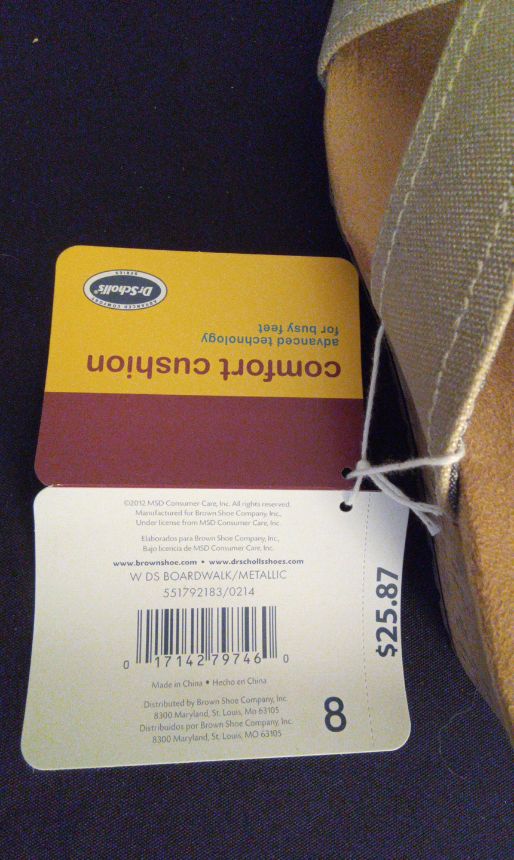 comfort cushion
advanced technology
for busy feet
Dr Scholl's®
ADVANCED COMFORT
SERIES
©2012 MSD Consumer Care, Inc. All rights reserved.
Manufactured for Brown Shoe Company, Inc.,
Under license from MSD Consumer Care, Inc.
Elaborados para Brown Shoe Company, Inc.,
Bajo licencia de MSD Consumer Care, Inc.
www.brownshoe.com • www.drschollsshoes.com
W DS BOARDWALK/METALLIC
551792183/0214
0 17142 79746 0
Made in China • Hecho en China
Distributed by Brown Shoe Company, Inc.
8300 Maryland, St. Louis, Mo 63105
Distribuidos por Brown Shoe Company, Inc.
8300 Maryland, St. Louis, MO 63105
8
$25.87